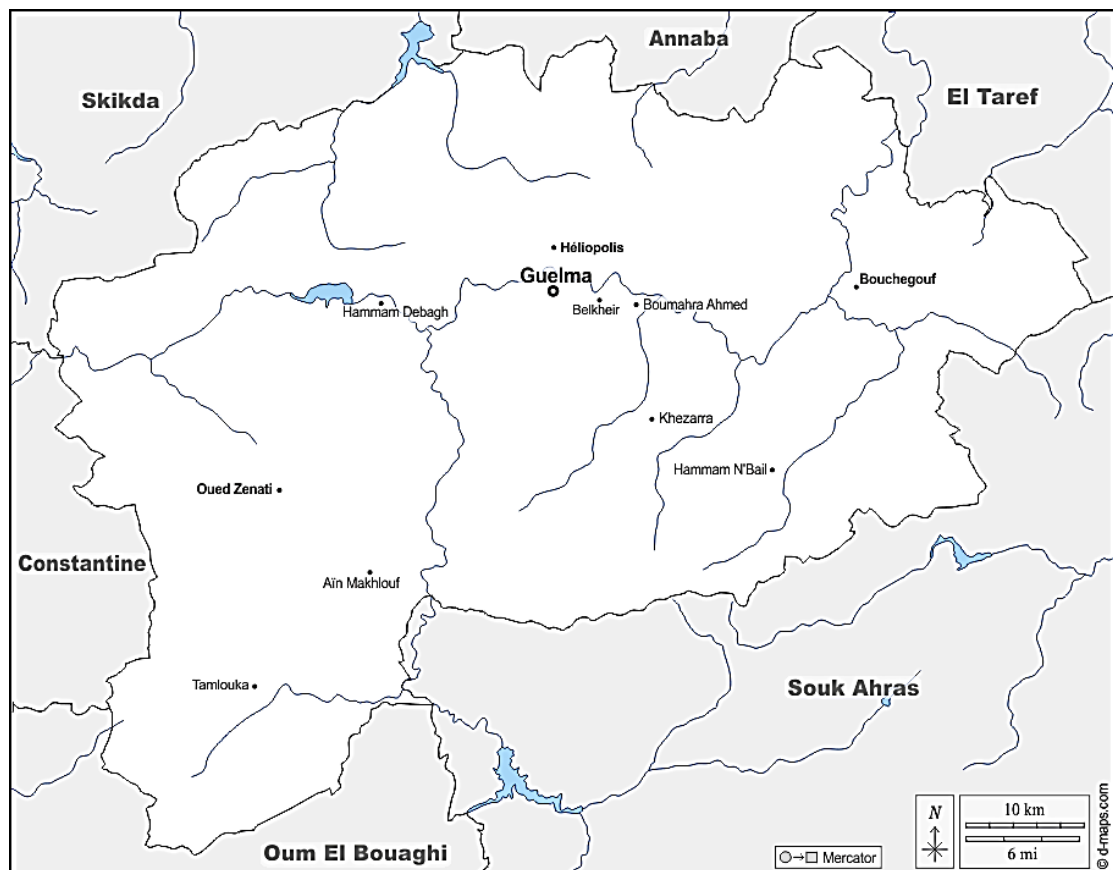 Annaba
Skikda
El Taref
Héliopolis
Guelma
Bouchegouf
Hammam Debagh
Belkheir
Boumahra Ahmed
Khezarra
Hammam N'Bail
Oued Zenati
Constantine
Aïn Makhlouf
Tamlouka
Souk Ahras
Oum El Bouaghi
N
10 km
6 mi
Mercator
© d-maps.com